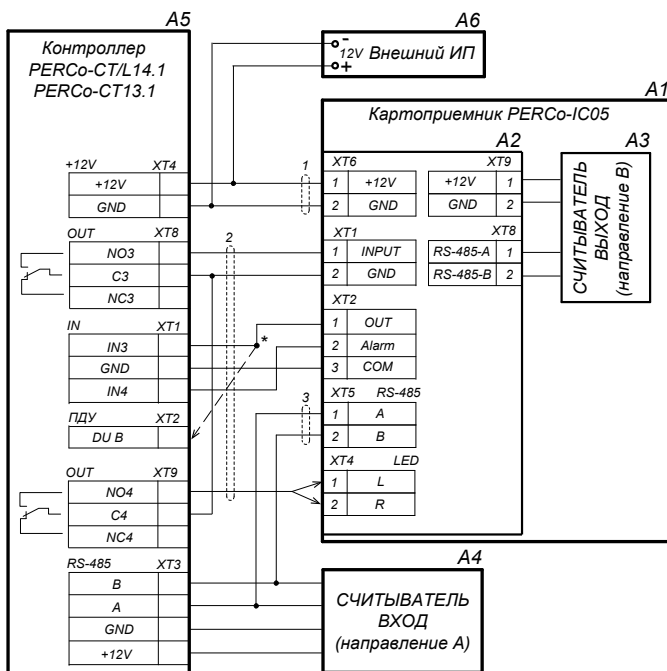 A5
Контроллер
PERCo-CT/L14.1
PERCo-CT13.1
+12V XT4
+12V
GND
OUT XT8
NO3
C3
NC3
IN XT1
IN3
GND
IN4
ПДУ XT2
DU B
OUT XT9
NO4
C4
NC4
RS-485 XT3
B
A
GND
+12V
1
2
*
3
A6
-
12V Внешний ИП
+
A1
Картоприемник PERCo-IC05
A2
XT6
1 +12V
2 GND
XT1
1 INPUT
2 GND
XT2
1 OUT
2 Alarm
3 COM
XT5 RS-485
1 A
2 B
XT4 LED
1 L
2 R
XT9
+12V 1
GND 2
XT8
RS-485-A 1
RS-485-B 2
A3
СЧИТЫВАТЕЛЬ
ВЫХОД
(направление B)
A4
СЧИТЫВАТЕЛЬ
ВХОД
(направление A)